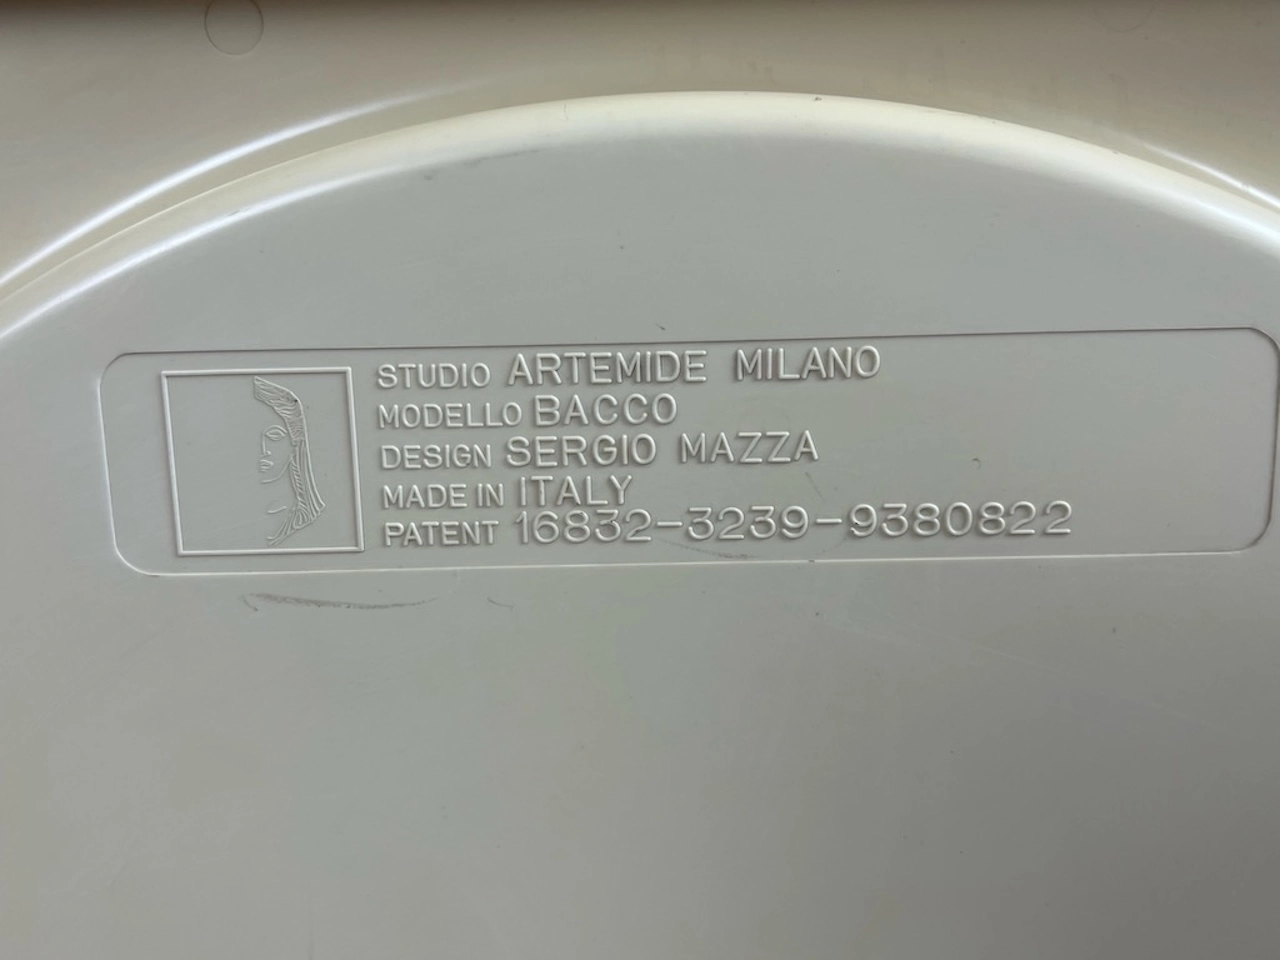 STUDIO ARTEMIDE MILANO
MODELLO BACCO
DESIGN SERGIO MAZZA
MADE IN ITALY
PATENT 16832-3239-9380822